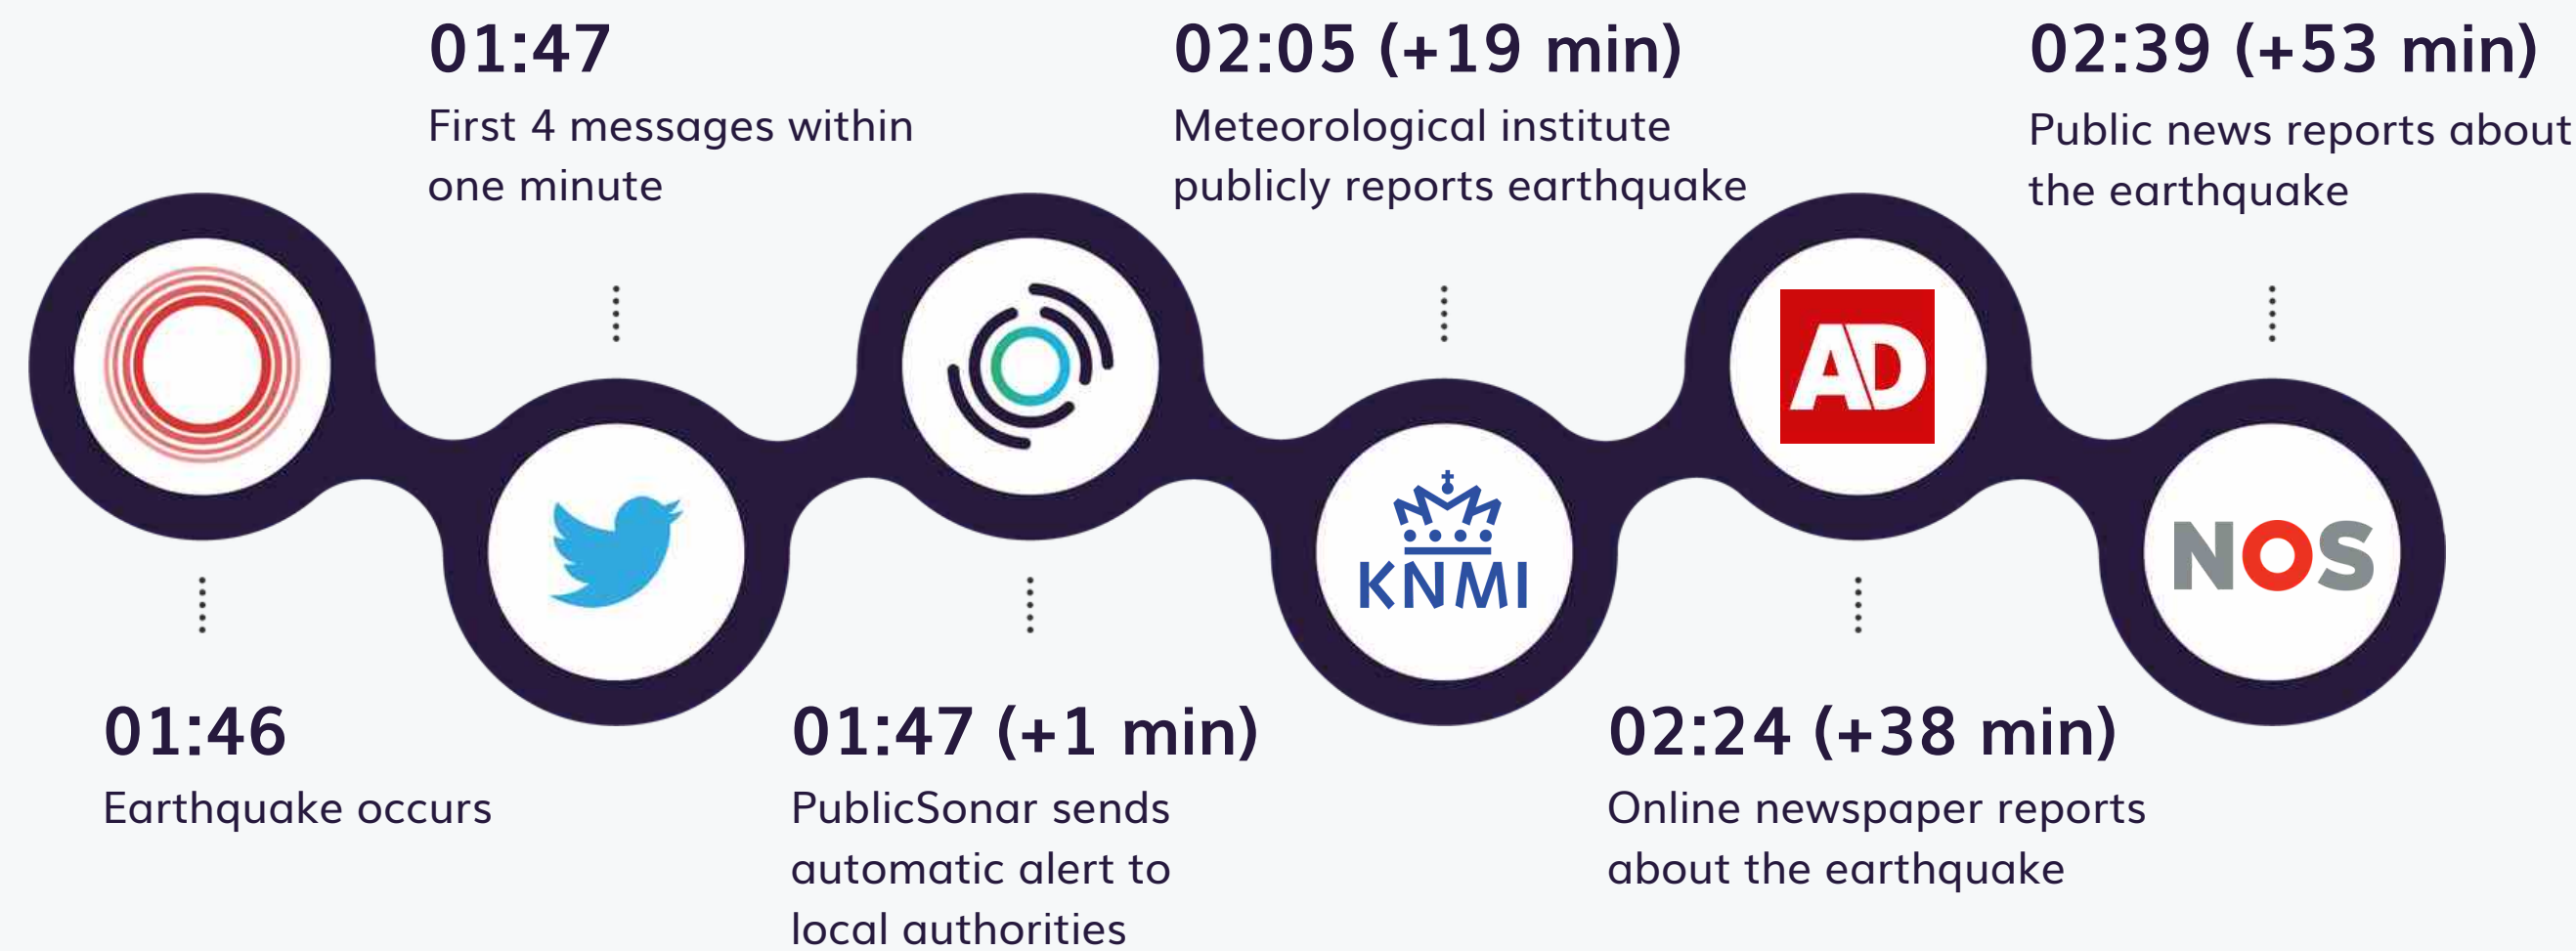 01:46
Earthquake occurs
01:47
First 4 messages within
one minute
01:47 (+1 min)
PublicSonar sends
automatic alert to
local authorities
02:05 (+19 min)
Meteorological institute
publicly reports earthquake
KNMI
02:24 (+38 min)
Online newspaper reports
about the earthquake
AD
02:39 (+53 min)
Public news reports about
the earthquake
NOS